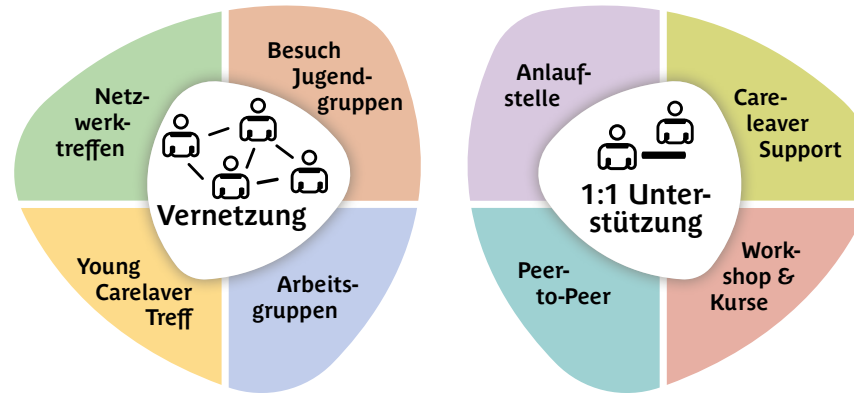 Netz-
werk-
treffen
Besuch
Jugend-
gruppen
Vernetzung
Young
Carelaver
Treff
Arbeits-
gruppen
Anlauf-
stelle
Care-
leaver
Support
1:1 Unter-
stützung
Peer-
to-Peer
Work-
shop &
Kurse